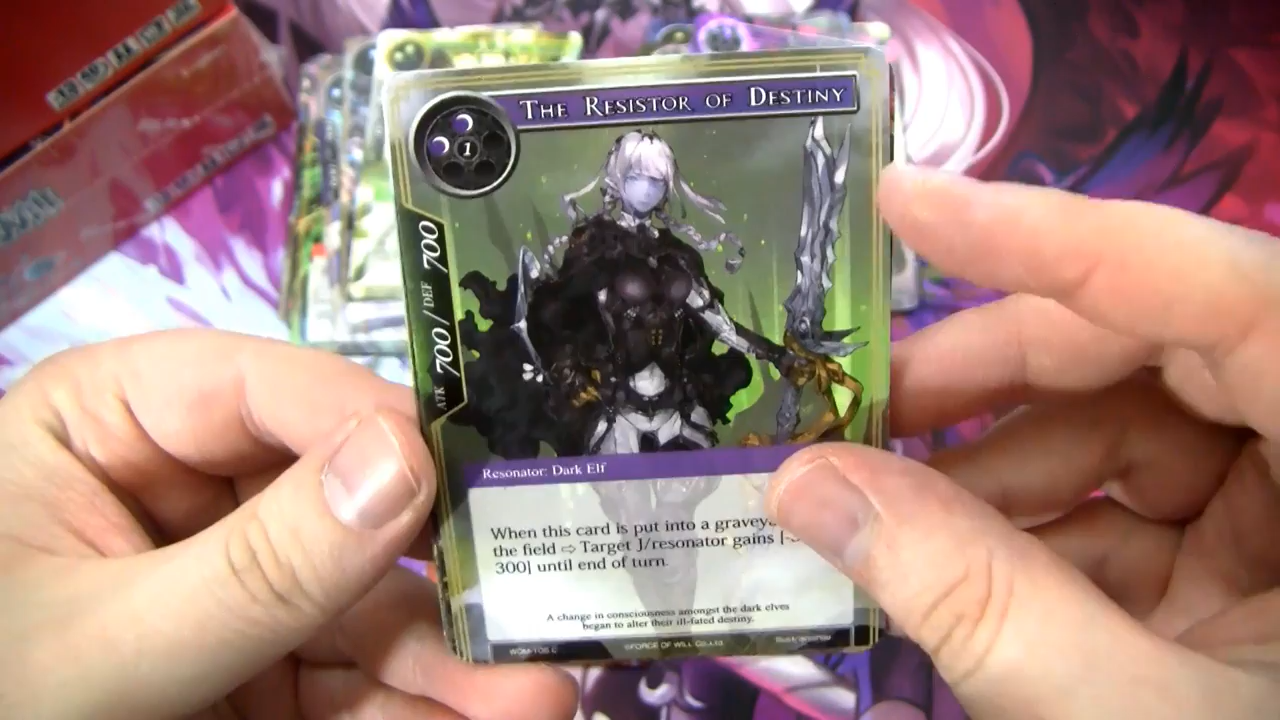 THE RESISTOR OF DESTINY
1
ATK 700 / DEF 700
Resonator: Dark Elf
When this card is put into a
the field ⇨ Target J/resonator gains
300] until end of turn.
A change in consciousness amongst the dark elves
began to alter their ill-fated destiny.
©FORCE OF WILL Co.,Ltd.